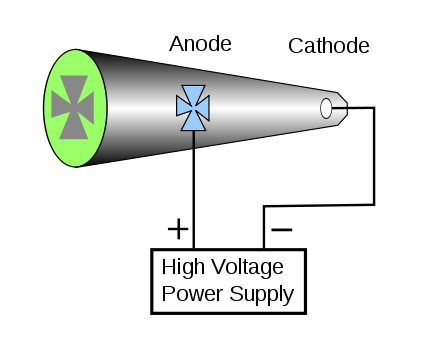 Anode
Cathode
+
−
High Voltage
Power Supply